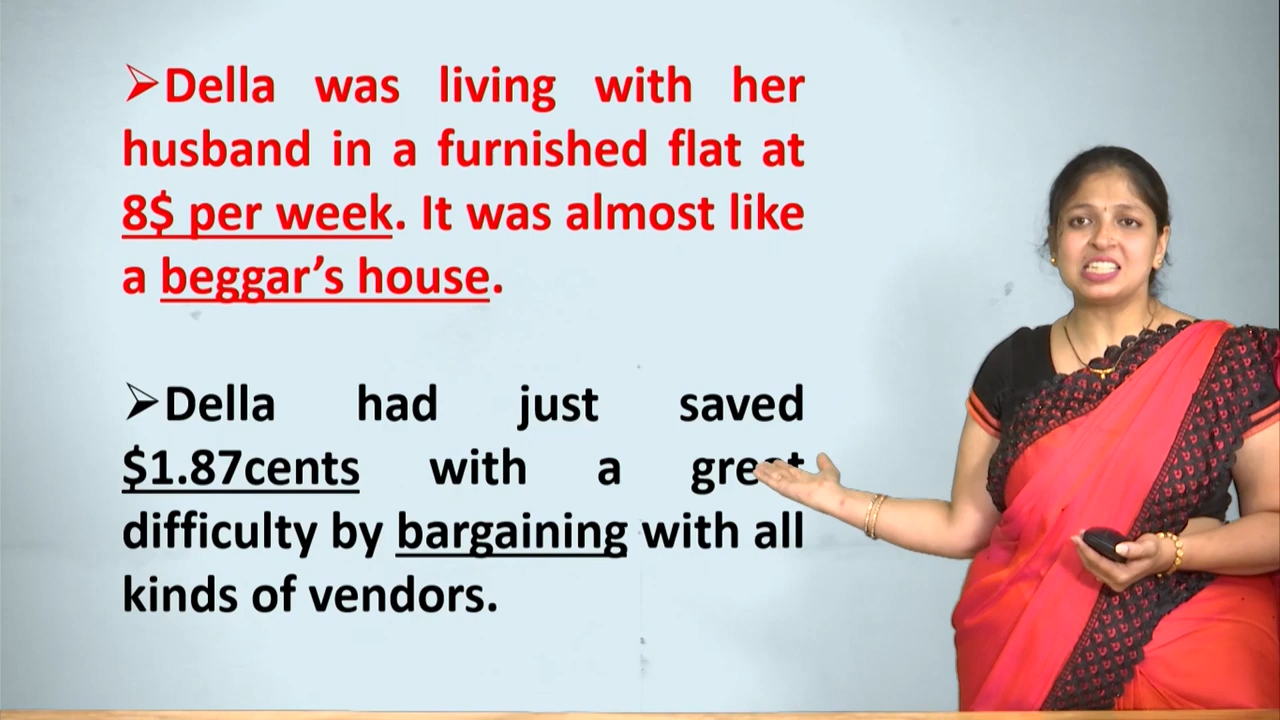 ➢Della was living with her
husband in a furnished flat at
8$ per week. It was almost like
a beggar’s house.
➢Della had just saved
$1.87cents with a great
difficulty by bargaining with all
kinds of vendors.